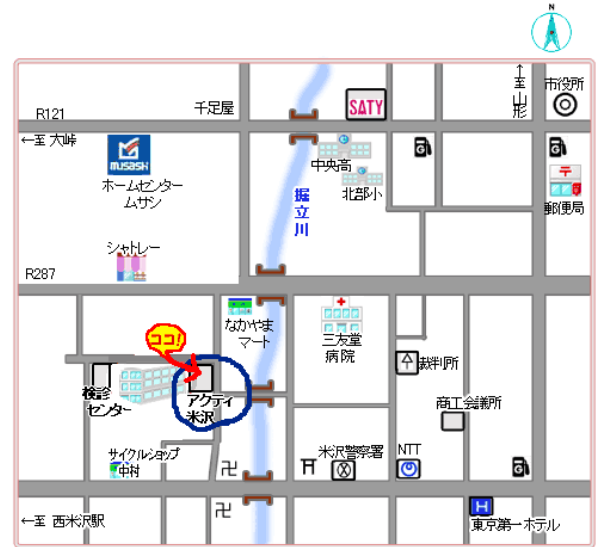 N
↑至山形
市役所
千足屋
SATY
R121
←至 大峠
musashi
ホームセンター
ムサシ
中央高
北部小
郵便局
堀立川
シャトレー
R287
なかやま
マート
三友堂
病院
ココ!
裁判所
検診
センター
アクティ
米沢
商工会議所
サイクルショップ
中村
卍
米沢警察署
NTT
卍
H
←至 西米沢駅
東京第一ホテル